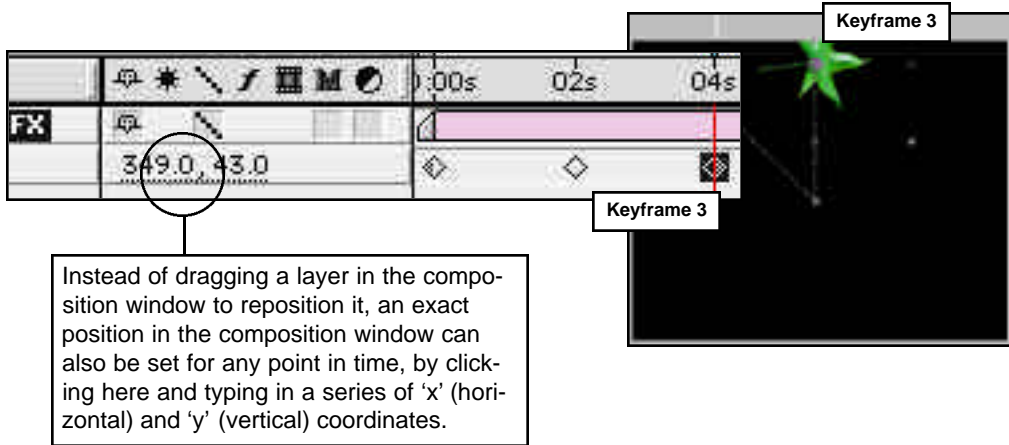 Keyframe 3
0:00s 02s 04s
FX
349.0, 43.0
Keyframe 3
Instead of dragging a layer in the compo-
sition window to reposition it, an exact
position in the composition window can
also be set for any point in time, by click-
ing here and typing in a series of ‘x’ (hori-
zontal) and ‘y’ (vertical) coordinates.